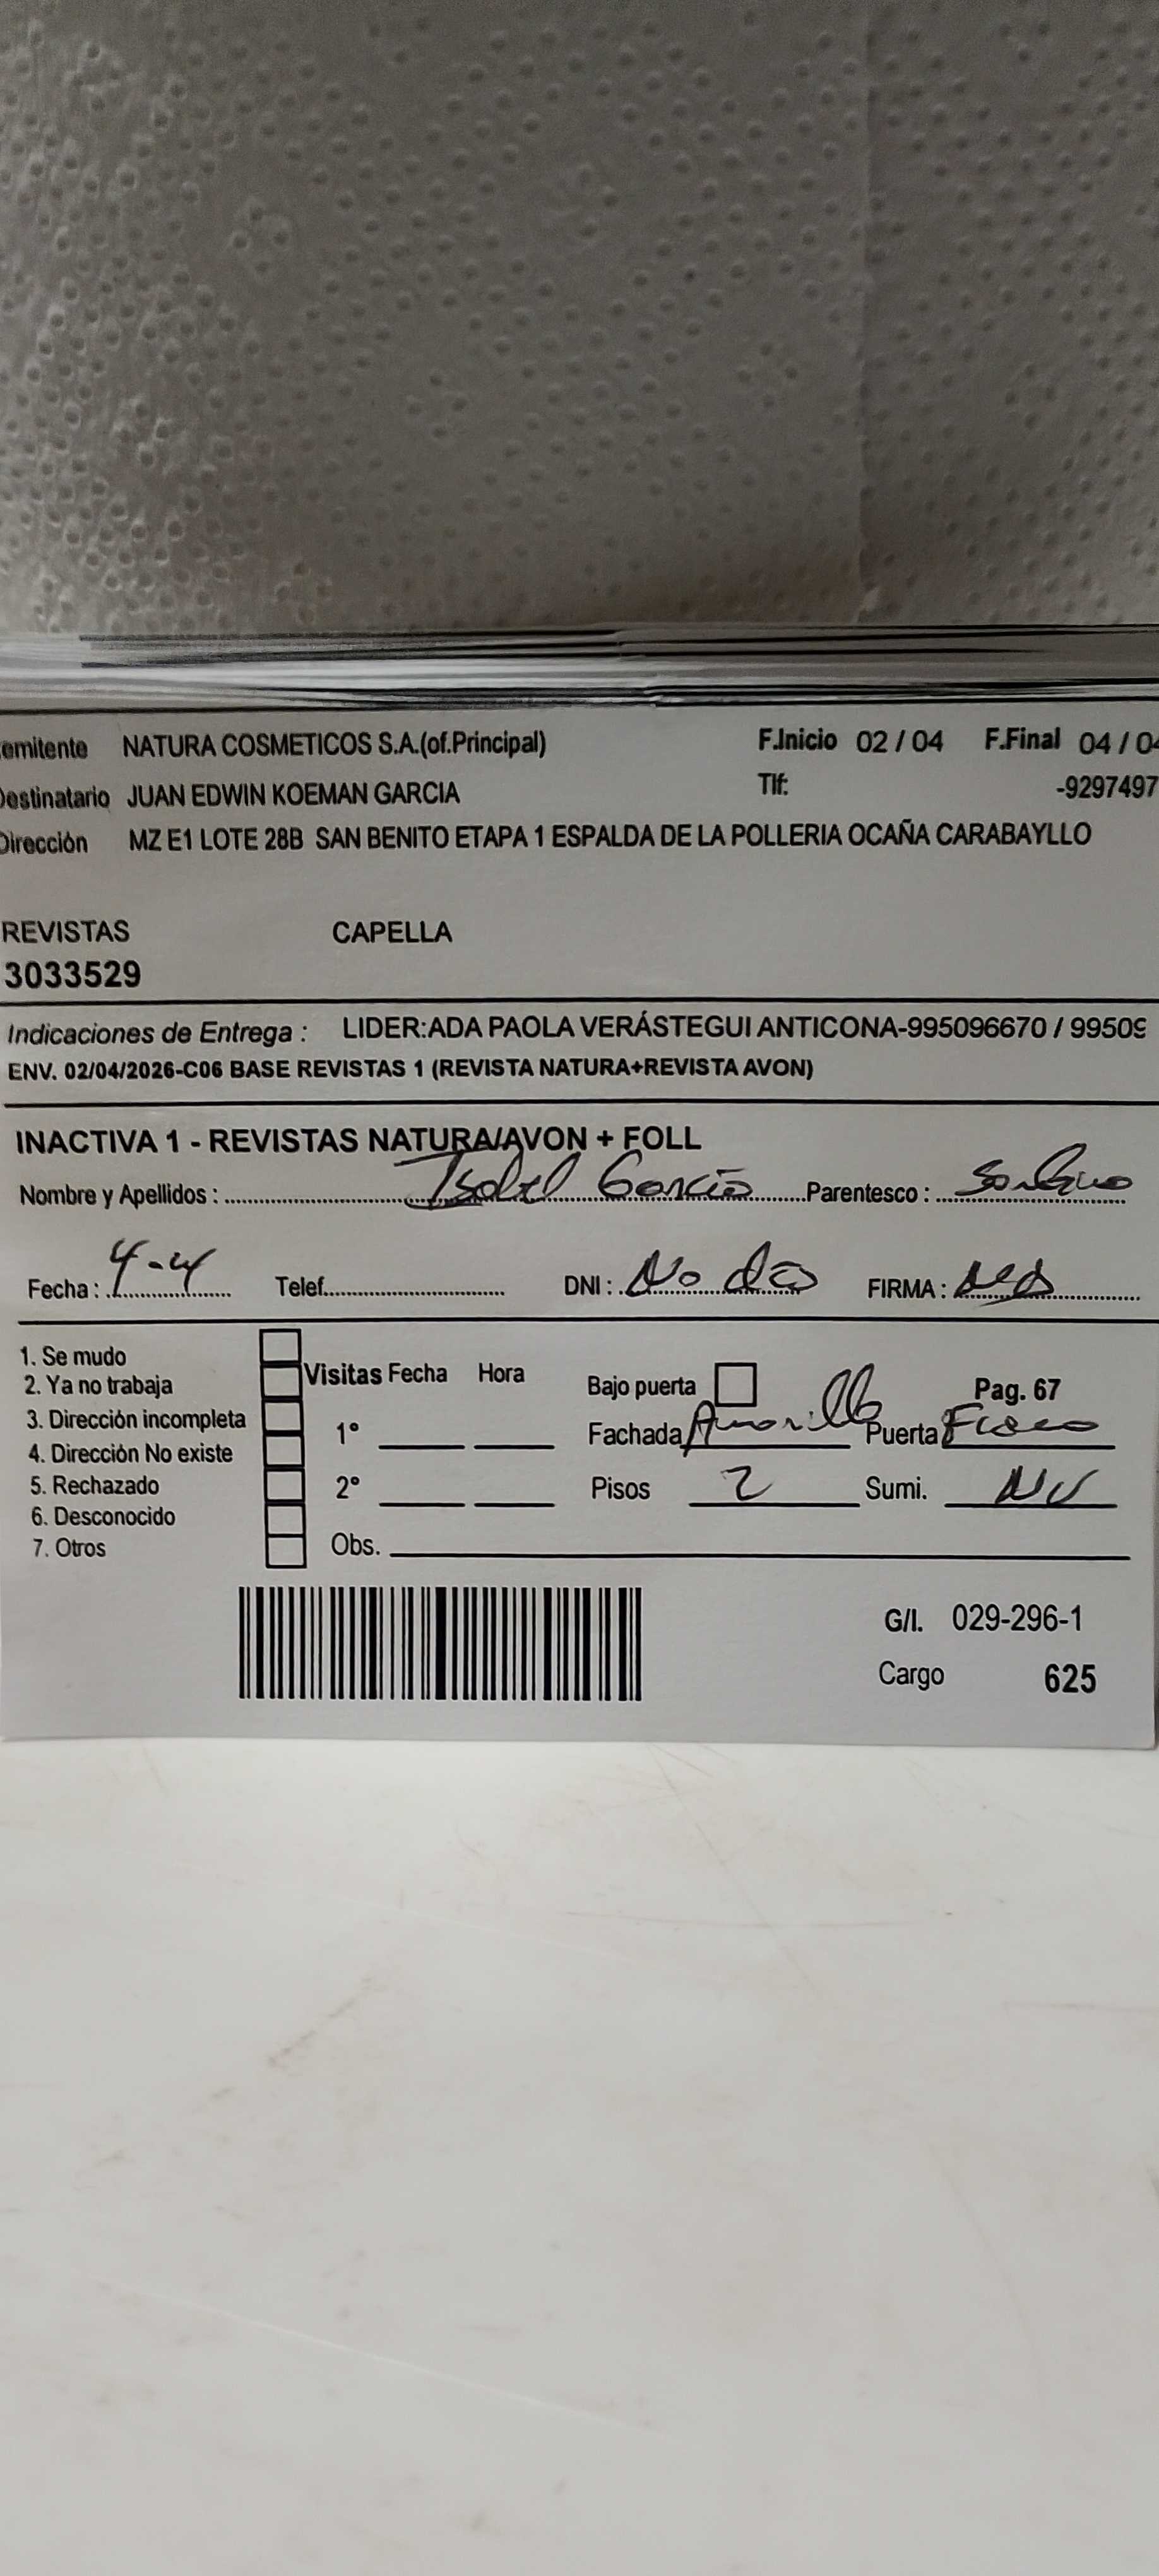 emitente NATURA COSMETICOS S.A.(of.Principal) F.Inicio 02 / 04 F.Final 04 / 04
Destinatario JUAN EDWIN KOEMAN GARCIA Tlf: -9297497
Dirección MZ E1 LOTE 28B SAN BENITO ETAPA 1 ESPALDA DE LA POLLERIA OCAÑA CARABAYLLO
REVISTAS CAPELLA
3033529
Indicaciones de Entrega : LIDER:ADA PAOLA VERÁSTEGUI ANTICONA-995096670 / 99509
ENV. 02/04/2026-C06 BASE REVISTAS 1 (REVISTA NATURA+REVISTA AVON)
INACTIVA 1 - REVISTAS NATURA/AVON + FOLL
Nombre y Apellidos : Isabel García Parentesco :
Fecha : 4-4 Telef. DNI : No da FIRMA :
1. Se mudo
2. Ya no trabaja
3. Dirección incompleta
4. Dirección No existe
5. Rechazado
6. Desconocido
7. Otros
Visitas Fecha Hora
1°
2°
Obs.
Bajo puerta Pag. 67
Fachada Amarillo Puerta Fierro
Pisos 2 Sumi.
G/I. 029-296-1
Cargo 625